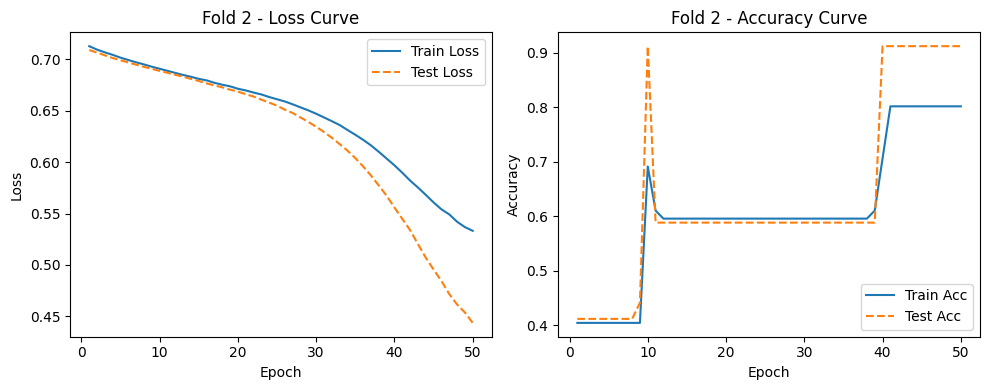 Fold 2 - Loss Curve
Train Loss
Test Loss
Loss
0.70
0.65
0.60
0.55
0.50
0.45
0
10
20
30
40
50
Epoch
Fold 2 - Accuracy Curve
Accuracy
0.9
0.8
0.7
0.6
0.5
0.4
Train Acc
Test Acc
0
10
20
30
40
50
Epoch